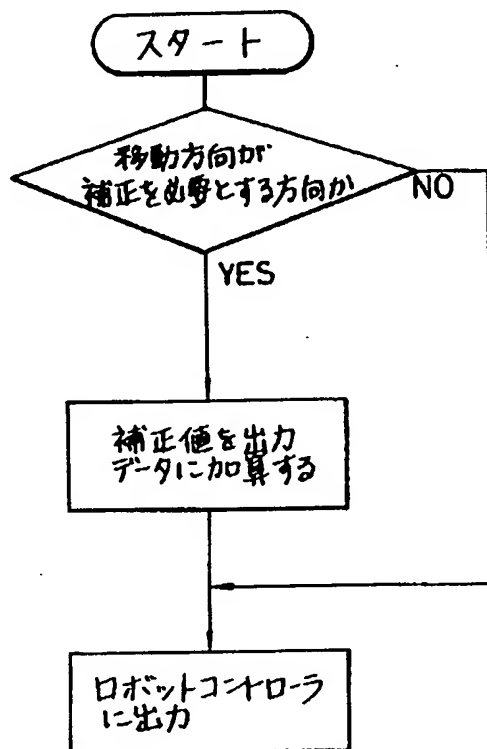 スタート
移動方向が
補正を必要とする方向か
NO
YES
補正値を出力
データに加算する
ロボットコントローラ
に出力